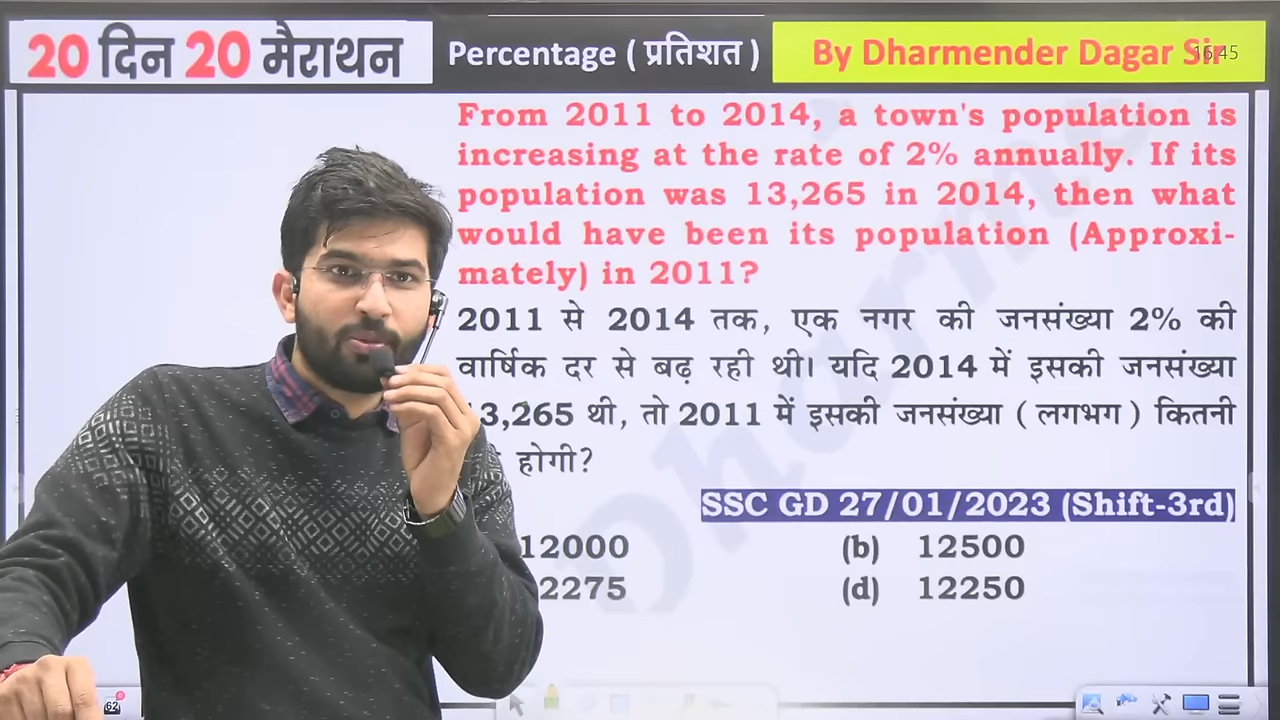 20 दिन 20 मैराथन
Percentage ( प्रतिशत )
By Dharmender Dagar Sir
16:45
From 2011 to 2014, a town's population is
increasing at the rate of 2% annually. If its
population was 13,265 in 2014, then what
would have been its population (Approxi-
mately) in 2011?
2011 से 2014 तक, एक नगर की जनसंख्या 2% की
वार्षिक दर से बढ़ रही थी। यदि 2014 में इसकी जनसंख्या
13,265 थी, तो 2011 में इसकी जनसंख्या ( लगभग ) कितनी
होगी?
SSC GD 27/01/2023 (Shift-3rd)
12000 (b) 12500
2275 (d) 12250
Dharme
62